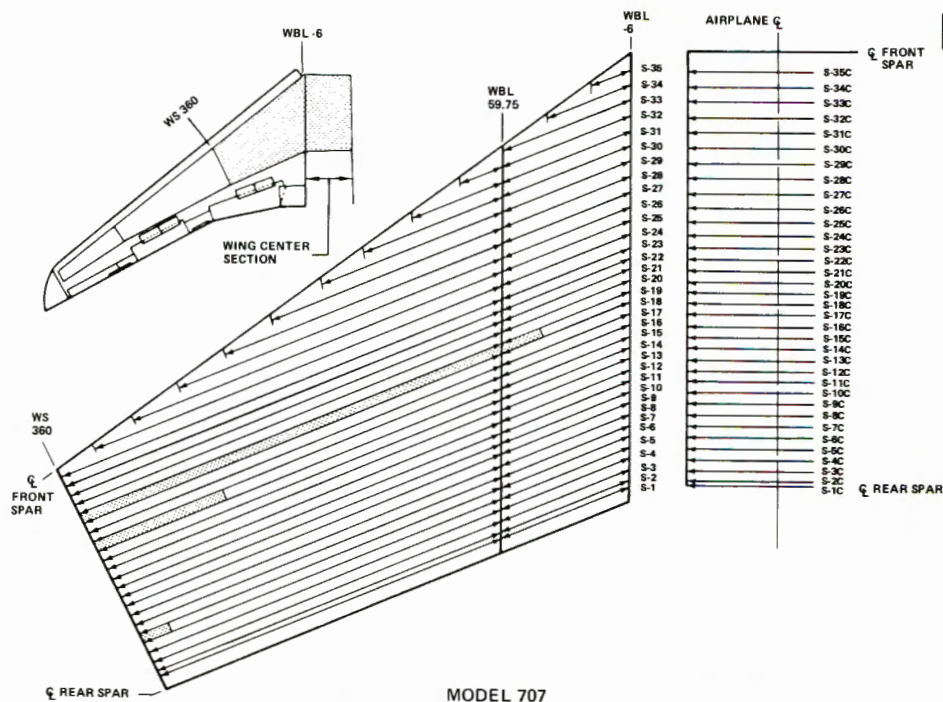 WBL -6
WS 360
WING CENTER
SECTION
WBL
-6
WBL
59.75
S-35
S-34
S-33
S-32
S-31
S-30
S-29
S-28
S-27
S-26
S-25
S-24
S-23
S-22
S-21
S-20
S-19
S-18
S-17
S-16
S-15
S-14
S-13
S-12
S-11
S-10
S-9
S-8
S-7
S-6
S-5
S-4
S-3
S-2
S-1
AIRPLANE ℄
℄ FRONT
SPAR
S-35C
S-34C
S-33C
S-32C
S-31C
S-30C
S-29C
S-28C
S-27C
S-26C
S-25C
S-24C
S-23C
S-22C
S-21C
S-20C
S-19C
S-18C
S-17C
S-16C
S-15C
S-14C
S-13C
S-12C
S-11C
S-10C
S-9C
S-8C
S-7C
S-6C
S-5C
S-4C
S-3C
S-2C
S-1C
℄ REAR SPAR
WS
360
℄
FRONT
SPAR
℄ REAR SPAR
MODEL 707